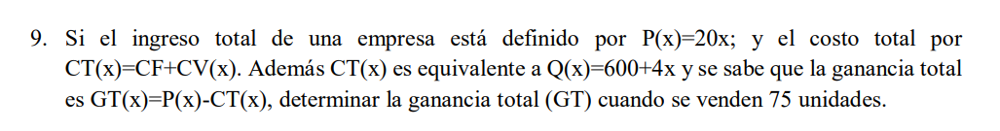 9. Si el ingreso total de una empresa está definido por P(x)=20x; y el costo total por
CT(x)=CF+CV(x). Además CT(x) es equivalente a Q(x)=600+4x y se sabe que la ganancia total
es GT(x)=P(x)-CT(x), determinar la ganancia total (GT) cuando se venden 75 unidades.